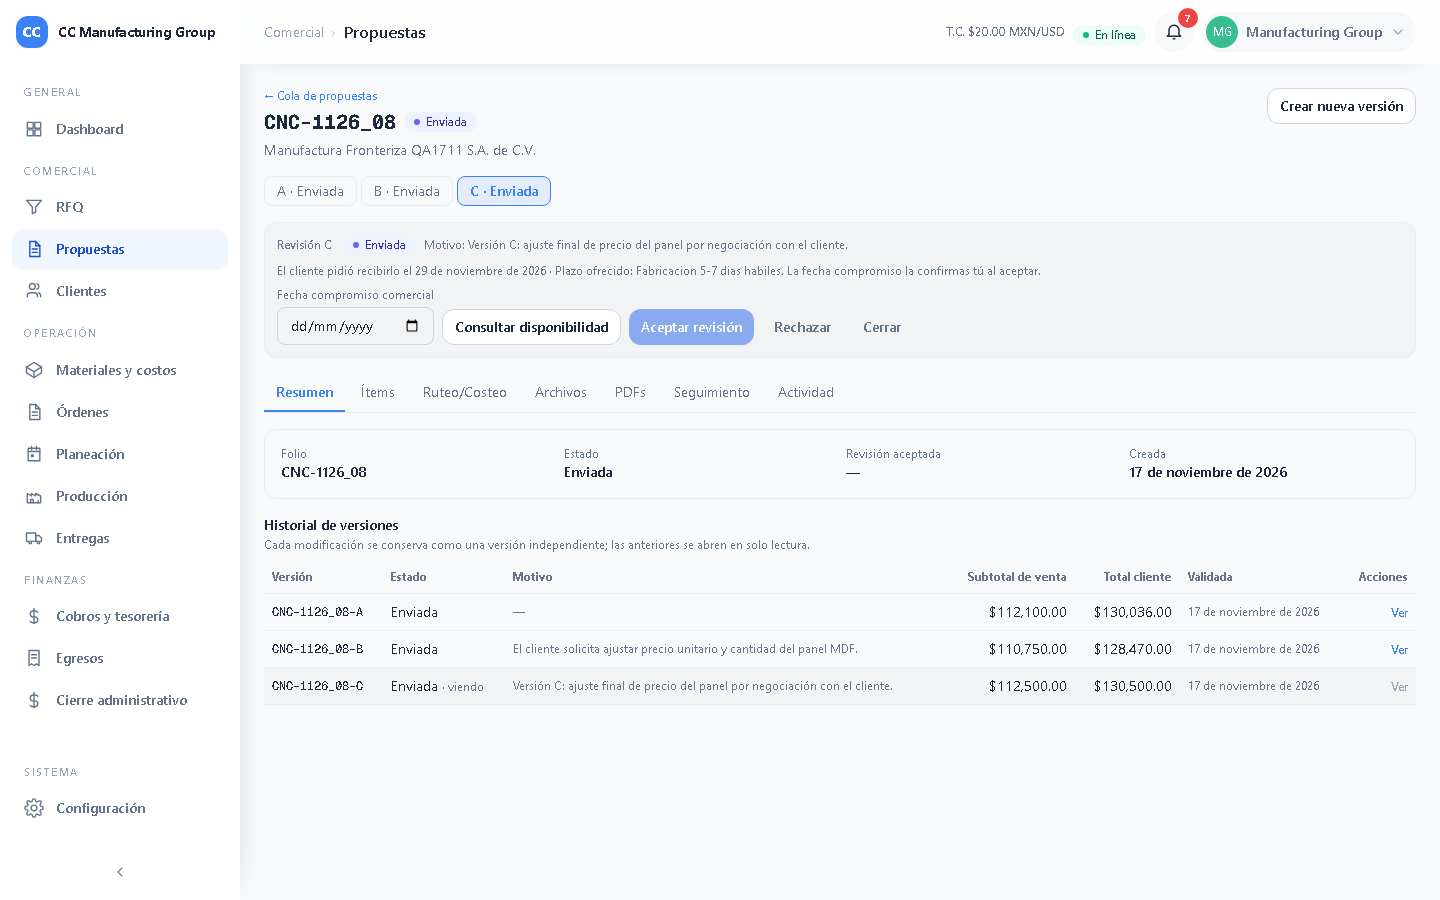 CC CC Manufacturing Group
Comercial › Propuestas
T.C. $20.00 MXN/USD
En línea
7
MG Manufacturing Group
GENERAL
Dashboard
COMERCIAL
RFQ
Propuestas
Clientes
OPERACIÓN
Materiales y costos
Órdenes
Planeación
Producción
Entregas
FINANZAS
Cobros y tesorería
Egresos
Cierre administrativo
SISTEMA
Configuración
← Cola de propuestas
Crear nueva versión
CNC-1126_08 Enviada
Manufactura Fronteriza QA1711 S.A. de C.V.
A · Enviada B · Enviada C · Enviada
Revisión C Enviada Motivo: Versión C: ajuste final de precio del panel por negociación con el cliente.
El cliente pidió recibirlo el 29 de noviembre de 2026 · Plazo ofrecido: Fabricacion 5-7 dias habiles. La fecha compromiso la confirmas tú al aceptar.
Fecha compromiso comercial
dd/mm/yyyy Consultar disponibilidad Aceptar revisión Rechazar Cerrar
Resumen Ítems Ruteo/Costeo Archivos PDFs Seguimiento Actividad
Folio Estado Revisión aceptada Creada
CNC-1126_08 Enviada — 17 de noviembre de 2026
Historial de versiones
Cada modificación se conserva como una versión independiente; las anteriores se abren en solo lectura.
Versión Estado Motivo Subtotal de venta Total cliente Validada Acciones
CNC-1126_08-A Enviada — $112,100.00 $130,036.00 17 de noviembre de 2026 Ver
CNC-1126_08-B Enviada El cliente solicita ajustar precio unitario y cantidad del panel MDF. $110,750.00 $128,470.00 17 de noviembre de 2026 Ver
CNC-1126_08-C Enviada · viendo Versión C: ajuste final de precio del panel por negociación con el cliente. $112,500.00 $130,500.00 17 de noviembre de 2026 Ver